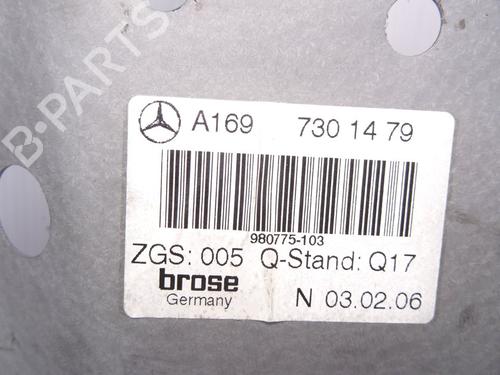 B-PARTS
A169 730 14 79
980775-103
ZGS: 005 Q-Stand: Q17
brose
Germany N 03.02.06